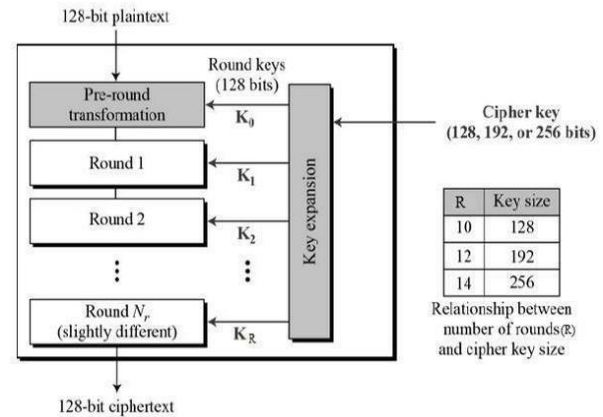 128-bit plaintext
Round keys
(128 bits)
Pre-round
transformation
K0
Cipher key
(128, 192, or 256 bits)
Round 1
K1
Key expansion
Round 2
K2
R Key size
10 128
12 192
14 256
Relationship between
number of rounds(R)
and cipher key size
Round Nr
(slightly different)
KR
128-bit ciphertext